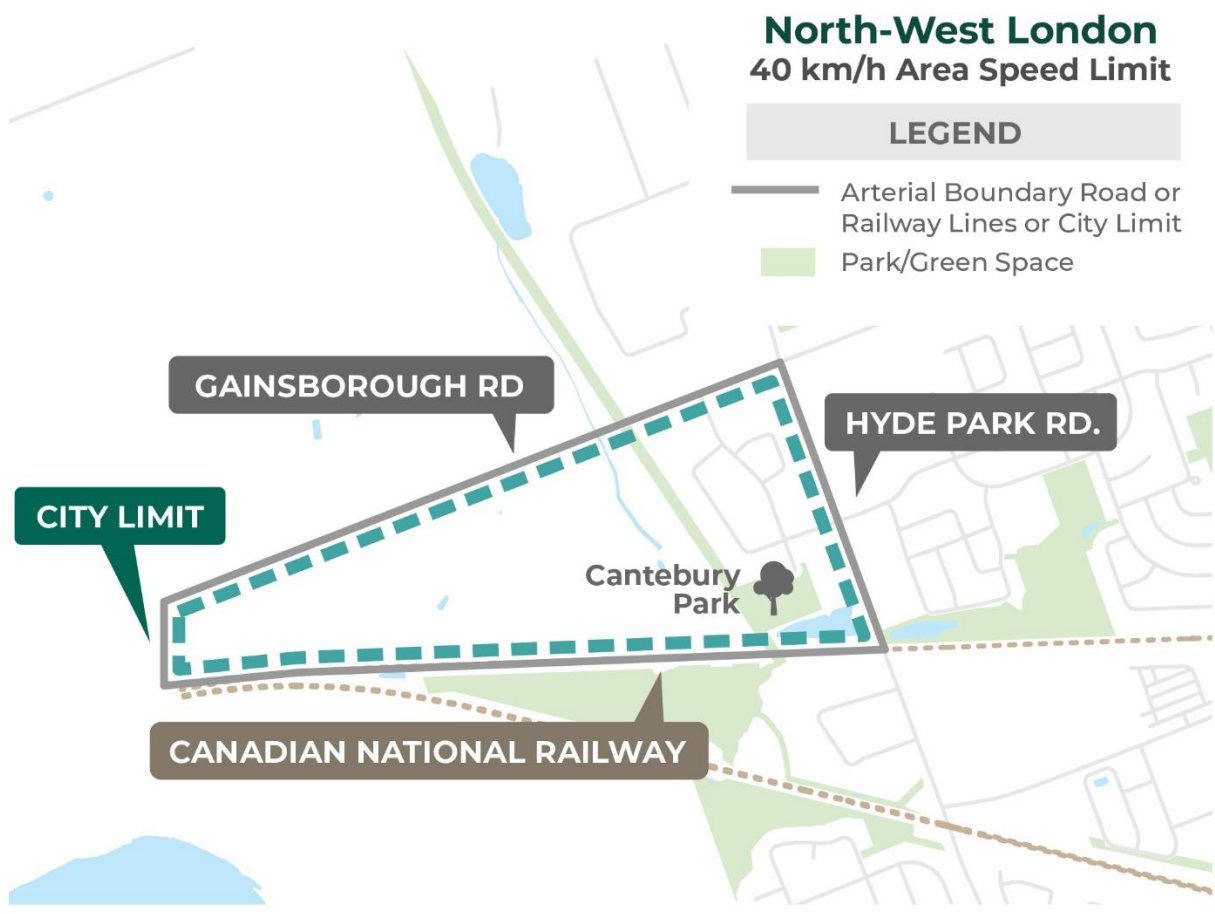 North-West London
40 km/h Area Speed Limit
LEGEND
Arterial Boundary Road or
Railway Lines or City Limit
Park/Green Space
GAINSBOROUGH RD
HYDE PARK RD.
CITY LIMIT
Cantebury
Park
CANADIAN NATIONAL RAILWAY